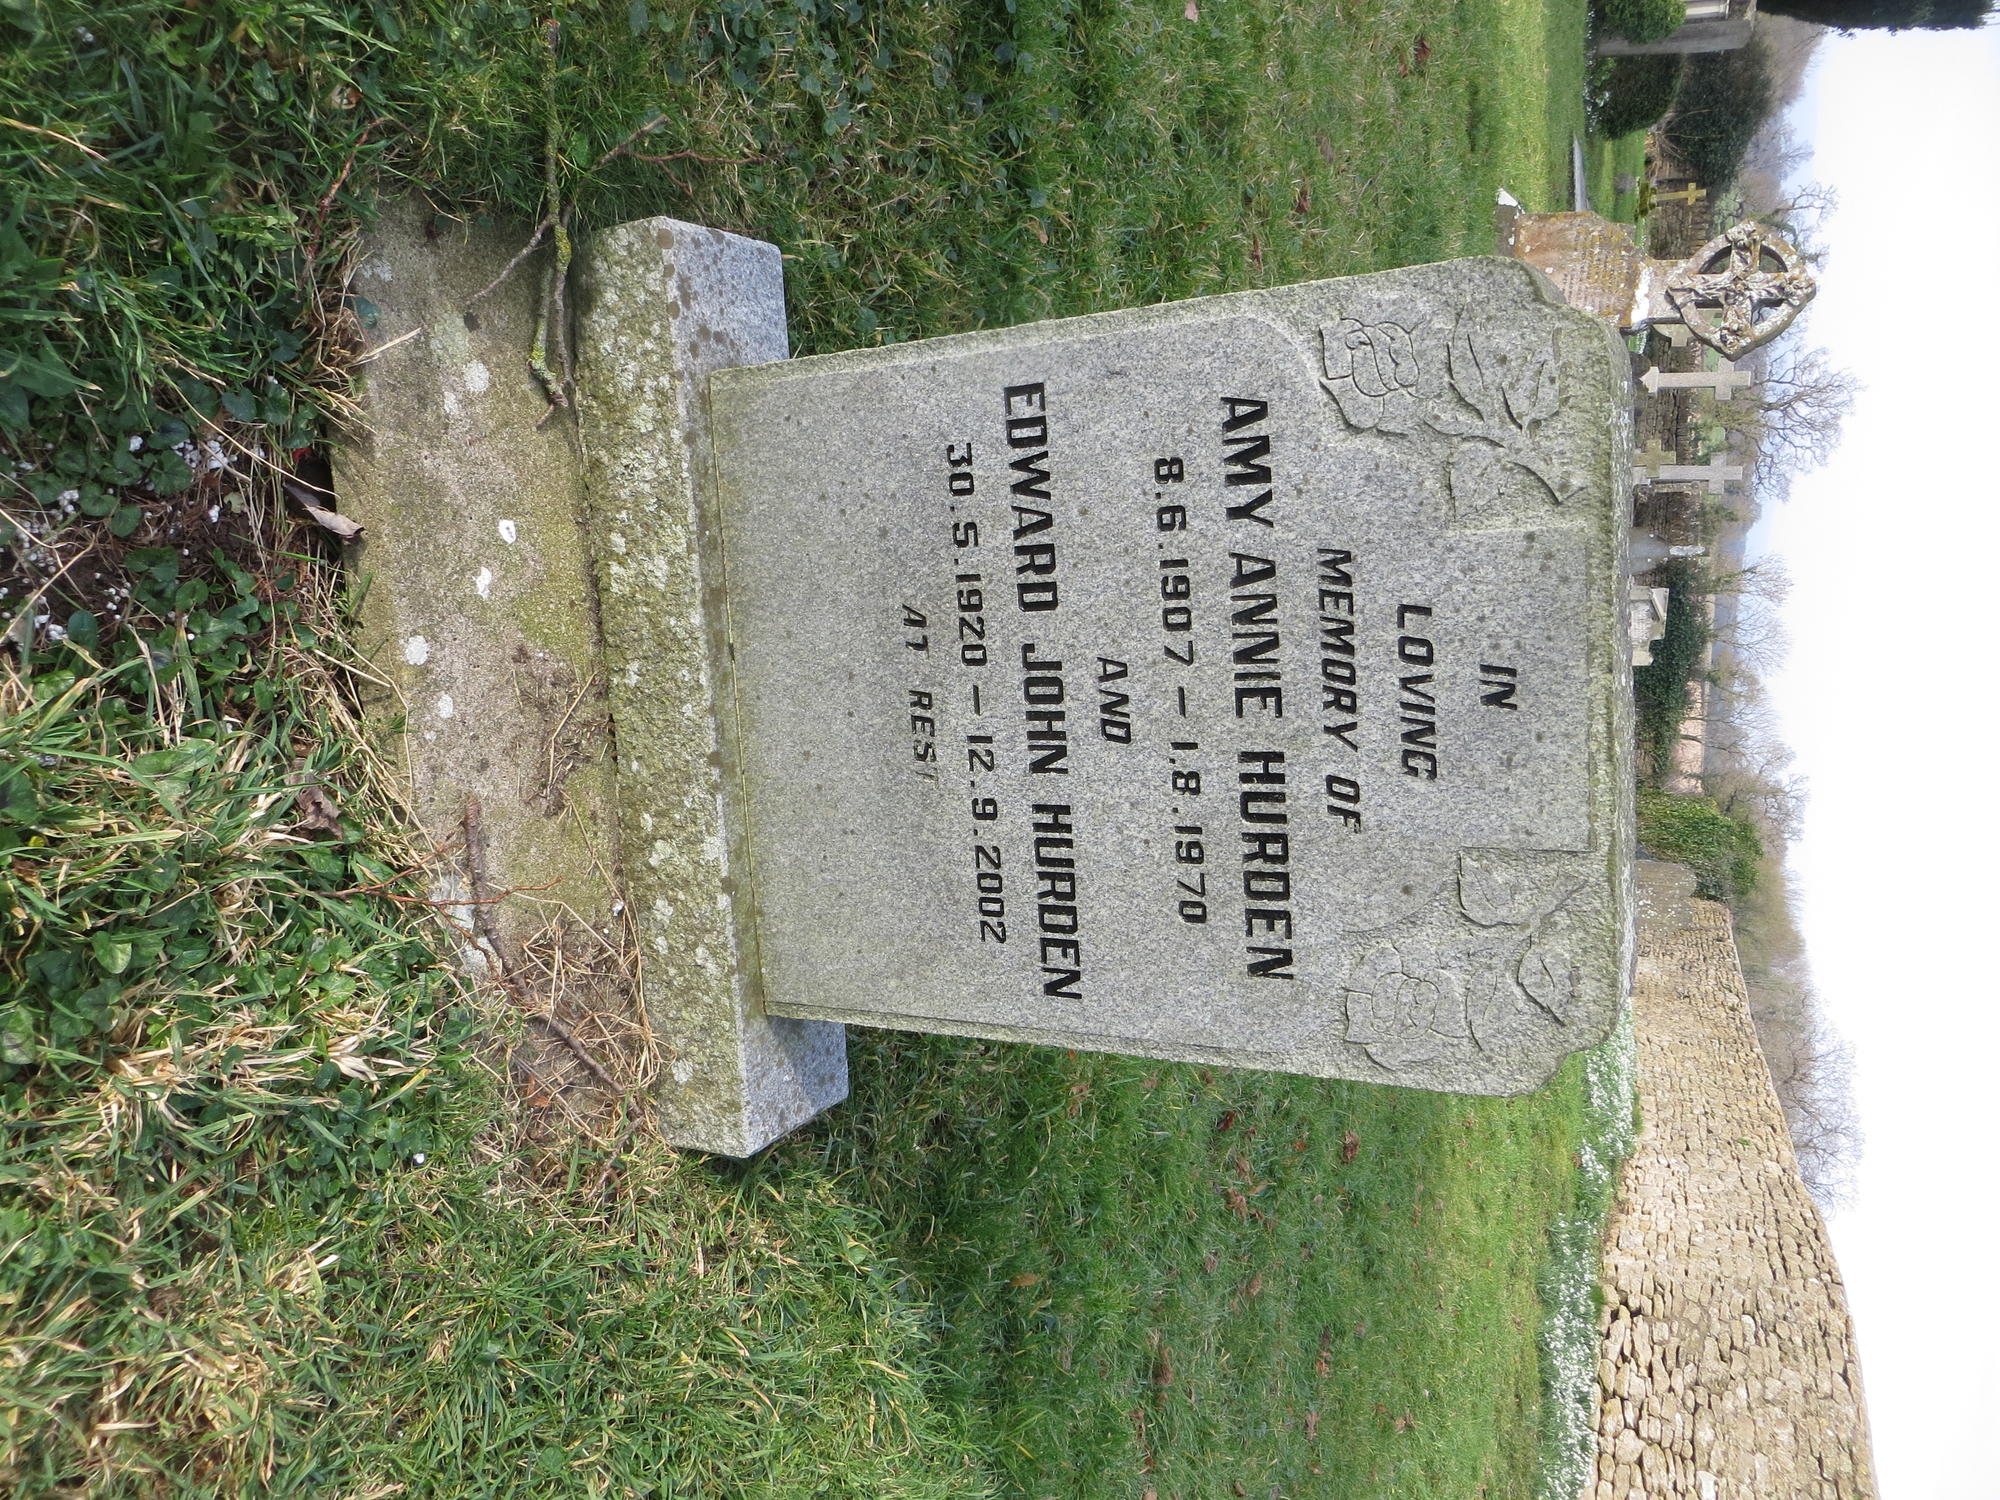 IN
LOVING
MEMORY OF
AMY ANNIE HURDEN
8.6.1907 – 1.8.1970
AND
EDWARD JOHN HURDEN
30.5.1920 – 12.9.2002
AT REST